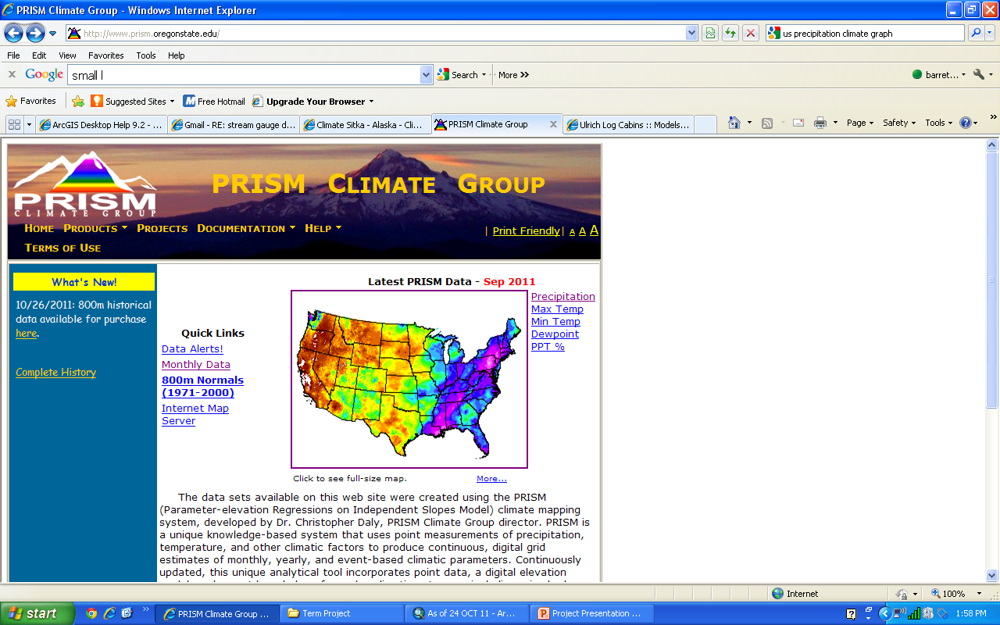 PRISM Climate Group - Windows Internet Explorer
http://www.prism.oregonstate.edu/
us precipitation climate graph
File Edit View Favorites Tools Help
x Google small l Search More >> barret...
Favorites Suggested Sites Free Hotmail Upgrade Your Browser
ArcGIS Desktop Help 9.2 - ... Gmail - RE: stream gauge d... Climate Sitka - Alaska - Cli... PRISM Climate Group Ulrich Log Cabins :: Models... Page Safety Tools
PRISM
CLIMATE GROUP
PRISM CLIMATE GROUP
HOME PRODUCTS PROJECTS DOCUMENTATION HELP
TERMS OF USE
| Print Friendly | A A A
What's New!
10/26/2011: 800m historical
data available for purchase
here.
Complete History
Latest PRISM Data - Sep 2011
Quick Links
Data Alerts!
Monthly Data
800m Normals
(1971-2000)
Internet Map
Server
Precipitation
Max Temp
Min Temp
Dewpoint
PPT %
Click to see full-size map. More...
The data sets available on this web site were created using the PRISM
(Parameter-elevation Regressions on Independent Slopes Model) climate mapping
system, developed by Dr. Christopher Daly, PRISM Climate Group director. PRISM is
a unique knowledge-based system that uses point measurements of precipitation,
temperature, and other climatic factors to produce continuous, digital grid
estimates of monthly, yearly, and event-based climatic parameters. Continuously
updated, this unique analytical tool incorporates point data, a digital elevation
Internet 100%
start PRISM Climate Group ... Term Project As of 24 OCT 11 - Ar... Project Presentation ... 1:58 PM